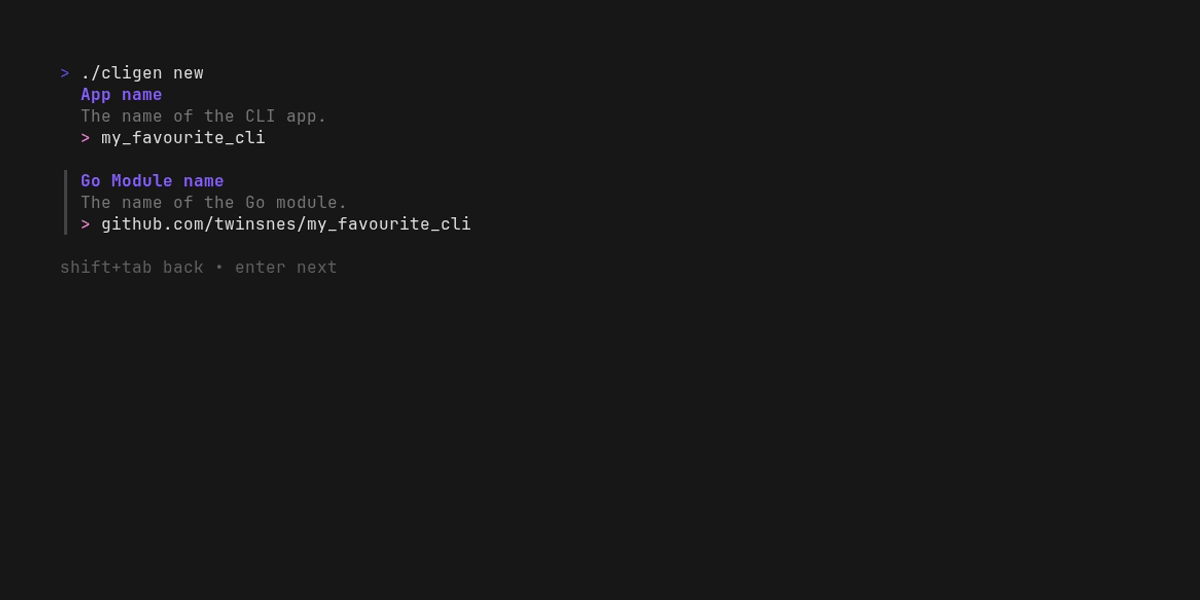 > ./cligen new
App name
The name of the CLI app.
> my_favourite_cli
Go Module name
The name of the Go module.
> github.com/twinsnes/my_favourite_cli
shift+tab back • enter next